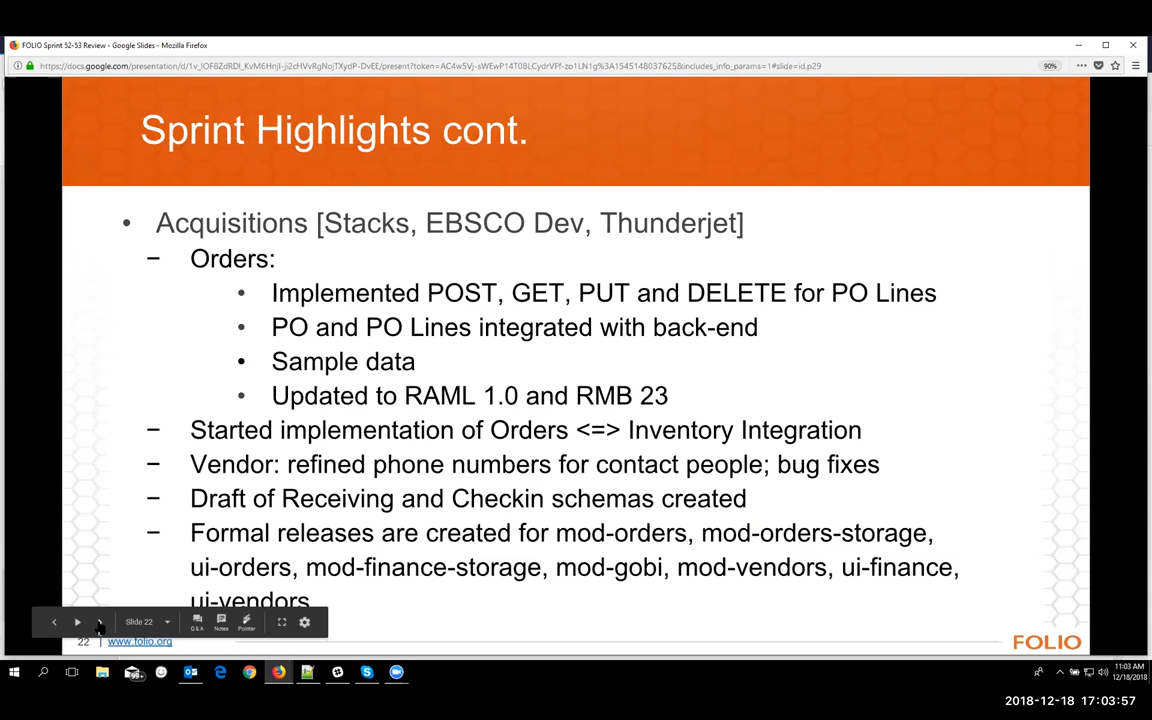 FOLIO Sprint 52-53 Review - Google Slides - Mozilla Firefox
90%
Sprint Highlights cont.
• Acquisitions [Stacks, EBSCO Dev, Thunderjet]
– Orders:
• Implemented POST, GET, PUT and DELETE for PO Lines
• PO and PO Lines integrated with back-end
• Sample data
• Updated to RAML 1.0 and RMB 23
– Started implementation of Orders <=> Inventory Integration
– Vendor: refined phone numbers for contact people; bug fixes
– Draft of Receiving and Checkin schemas created
– Formal releases are created for mod-orders, mod-orders-storage,
ui-orders, mod-finance-storage, mod-gobi, mod-vendors, ui-finance,
ui-vendors
Slide 22
Q&A Notes Pointer
22 | www.folio.org
FOLIO
99+
11:03 AM
12/18/2018
2018-12-18 17:03:57